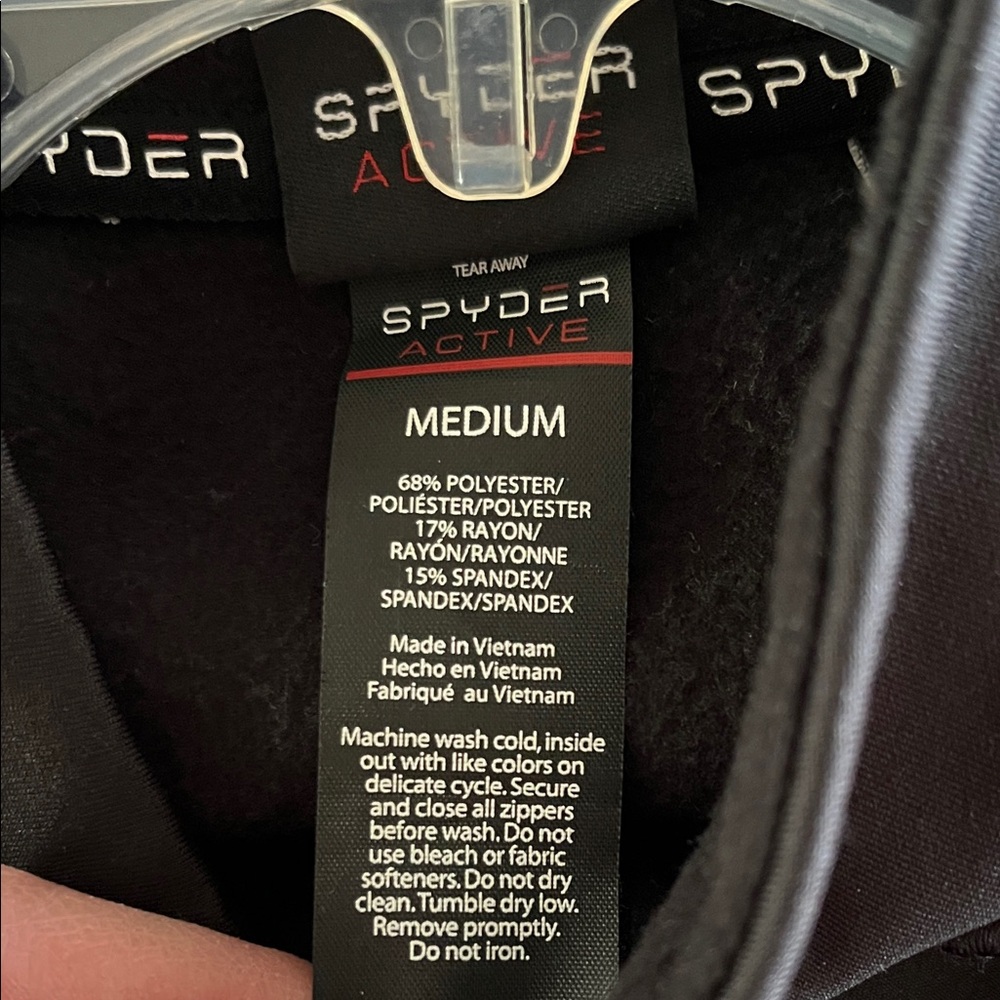 SPYDER
ACTIVE
TEAR AWAY
SPYDER
ACTIVE
MEDIUM
68% POLYESTER/
POLIÉSTER/POLYESTER
17% RAYON/
RAYÓN/RAYONNE
15% SPANDEX/
SPANDEX/SPANDEX
Made in Vietnam
Hecho en Vietnam
Fabriqué au Vietnam
Machine wash cold, inside
out with like colors on
delicate cycle. Secure
and close all zippers
before wash. Do not
use bleach or fabric
softeners. Do not dry
clean. Tumble dry low.
Remove promptly.
Do not iron.